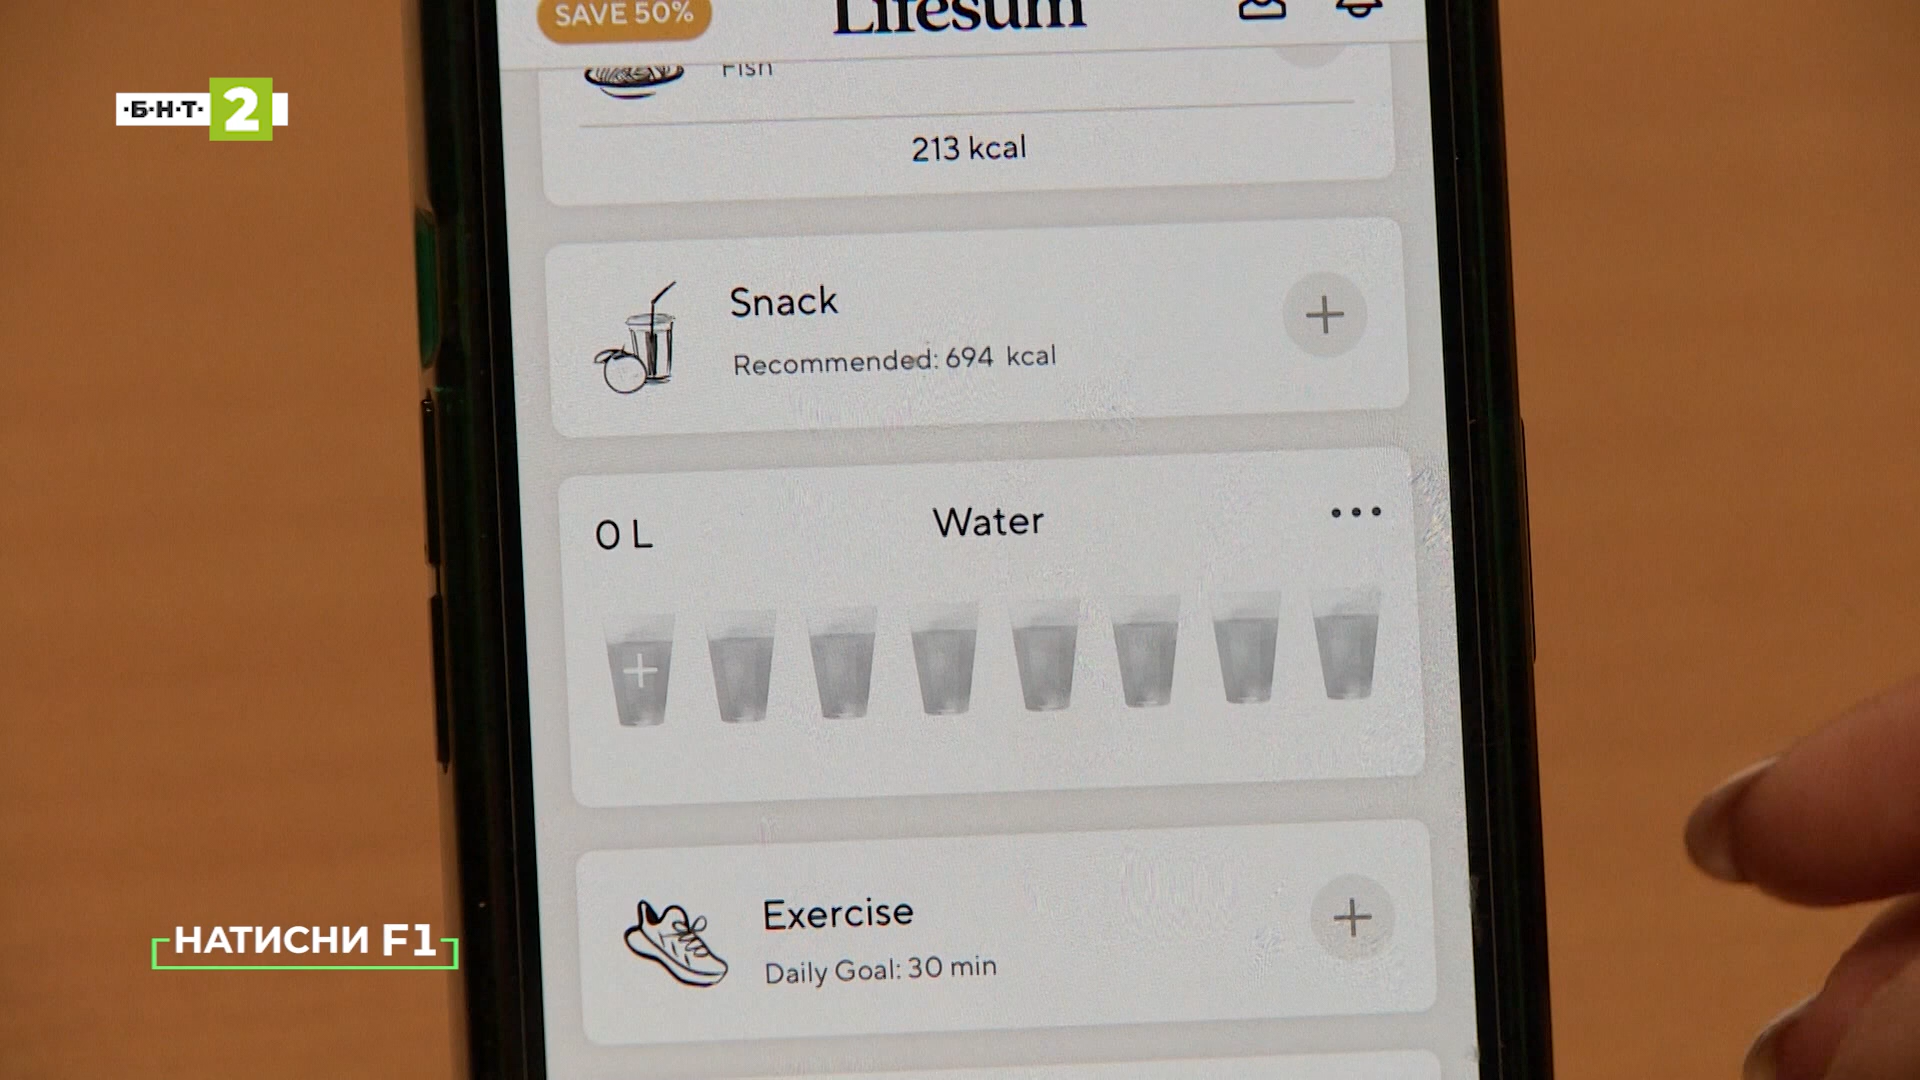 SAVE 50%
Lifesum
Fish
·Б·Н·Т· 2
213 kcal
Snack
Recommended: 694 kcal
0 L
Water
Exercise
Daily Goal: 30 min
НАТИСНИ F1